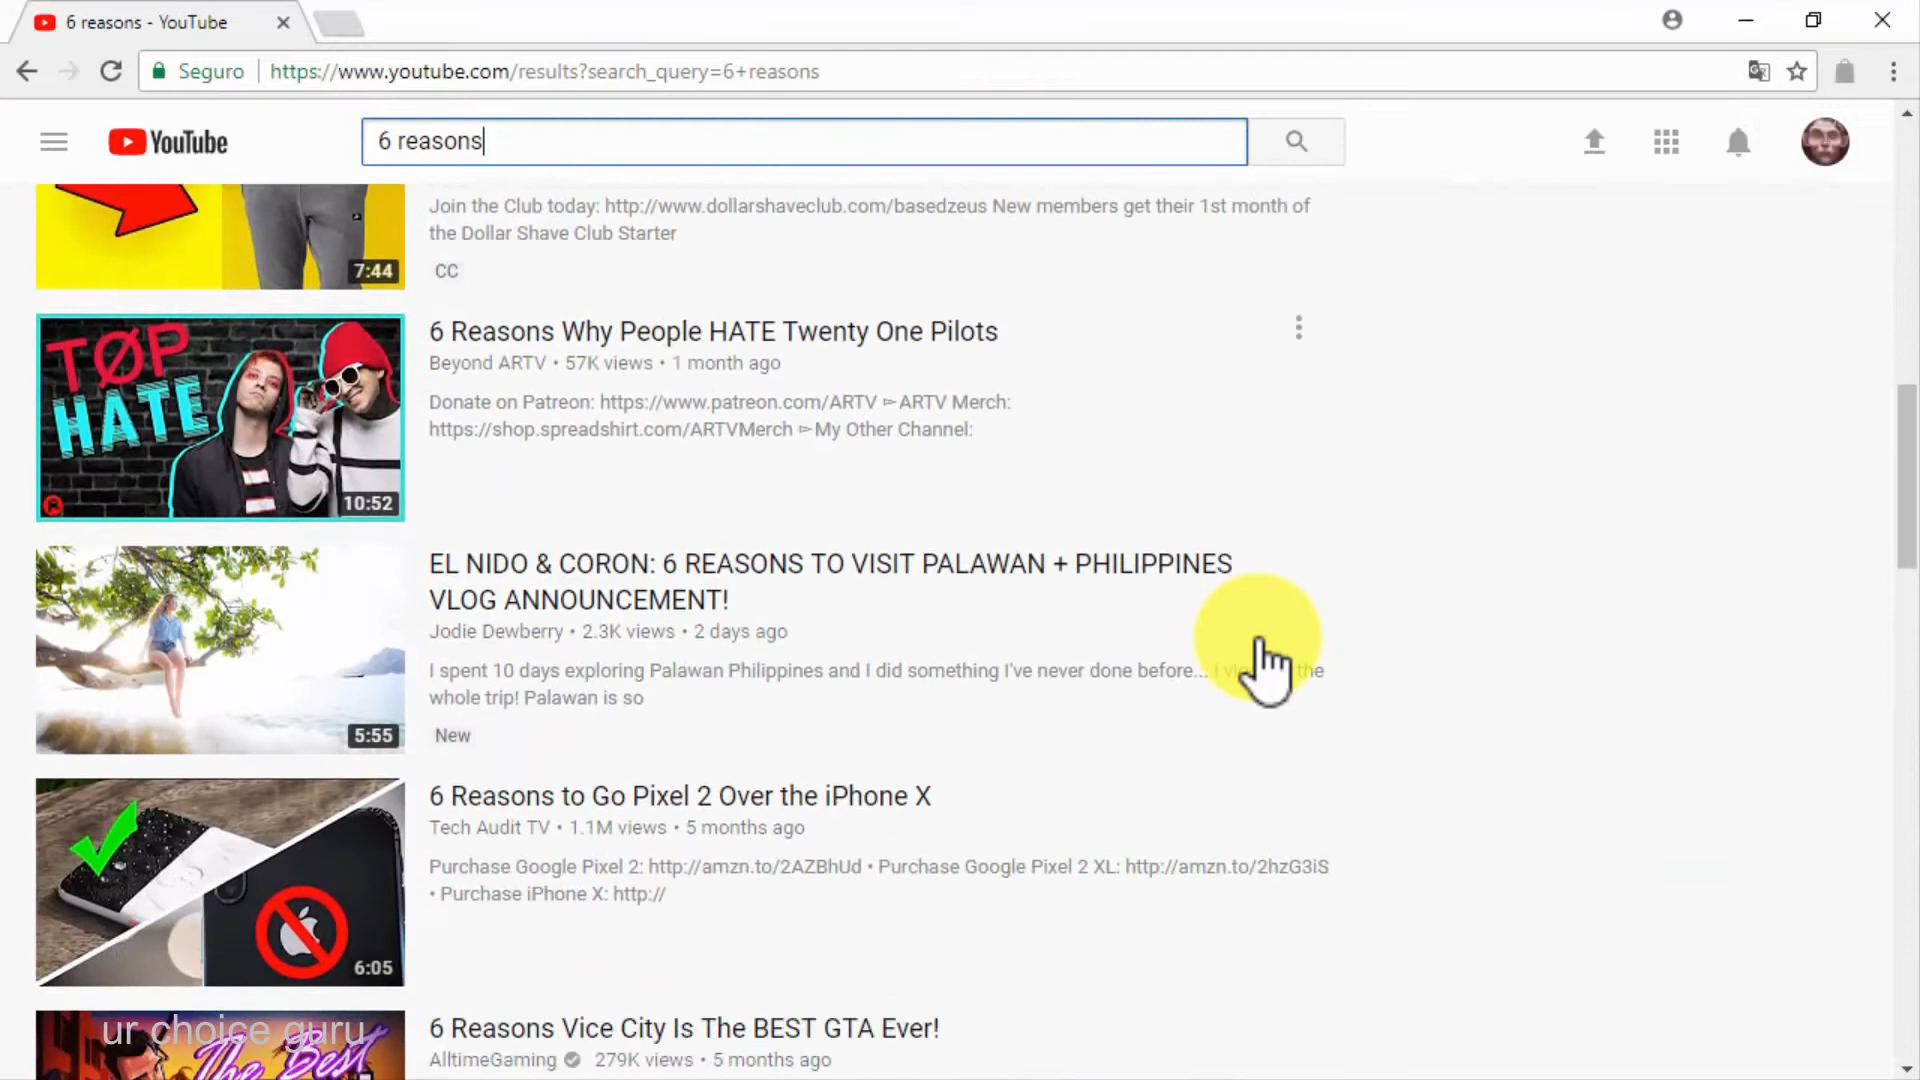 6 reasons - YouTube
Seguro https://www.youtube.com/results?search_query=6+reasons
YouTube
6 reasons
Join the Club today: http://www.dollarshaveclub.com/basedzeus New members get their 1st month of
the Dollar Shave Club Starter
7:44
CC
TØP
HATE
10:52
6 Reasons Why People HATE Twenty One Pilots
Beyond ARTV • 57K views • 1 month ago
Donate on Patreon: https://www.patreon.com/ARTV ➻ARTV Merch:
https://shop.spreadshirt.com/ARTVMerch ➻My Other Channel:
EL NIDO & CORON: 6 REASONS TO VISIT PALAWAN + PHILIPPINES
VLOG ANNOUNCEMENT!
Jodie Dewberry • 2.3K views • 2 days ago
I spent 10 days exploring Palawan Philippines and I did something I've never done before... I the
whole trip! Palawan is so
5:55
New
6 Reasons to Go Pixel 2 Over the iPhone X
Tech Audit TV • 1.1M views • 5 months ago
Purchase Google Pixel 2: http://amzn.to/2AZBhUd • Purchase Google Pixel 2 XL: http://amzn.to/2hzG3iS
• Purchase iPhone X: http://
6:05
6 Reasons Vice City Is The BEST GTA Ever!
AlltimeGaming 279K views • 5 months ago
ur choice guru
The Best